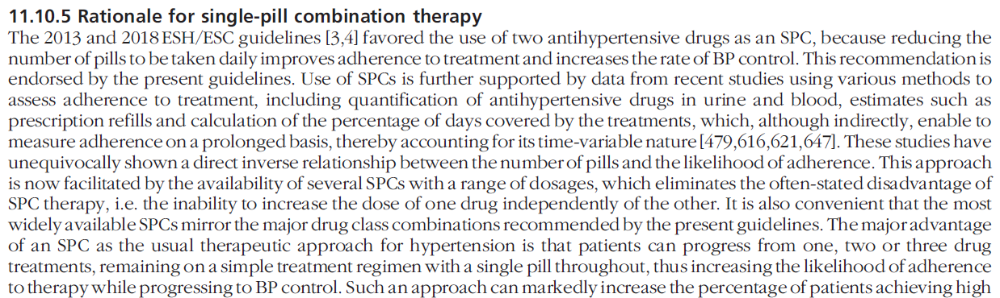 11.10.5 Rationale for single-pill combination therapy
The 2013 and 2018 ESH/ESC guidelines [3,4] favored the use of two antihypertensive drugs as an SPC, because reducing the
number of pills to be taken daily improves adherence to treatment and increases the rate of BP control. This recommendation is
endorsed by the present guidelines. Use of SPCs is further supported by data from recent studies using various methods to
assess adherence to treatment, including quantification of antihypertensive drugs in urine and blood, estimates such as
prescription refills and calculation of the percentage of days covered by the treatments, which, although indirectly, enable to
measure adherence on a prolonged basis, thereby accounting for its time-variable nature [479,616,621,647]. These studies have
unequivocally shown a direct inverse relationship between the number of pills and the likelihood of adherence. This approach
is now facilitated by the availability of several SPCs with a range of dosages, which eliminates the often-stated disadvantage of
SPC therapy, i.e. the inability to increase the dose of one drug independently of the other. It is also convenient that the most
widely available SPCs mirror the major drug class combinations recommended by the present guidelines. The major advantage
of an SPC as the usual therapeutic approach for hypertension is that patients can progress from one, two or three drug
treatments, remaining on a simple treatment regimen with a single pill throughout, thus increasing the likelihood of adherence
to therapy while progressing to BP control. Such an approach can markedly increase the percentage of patients achieving high